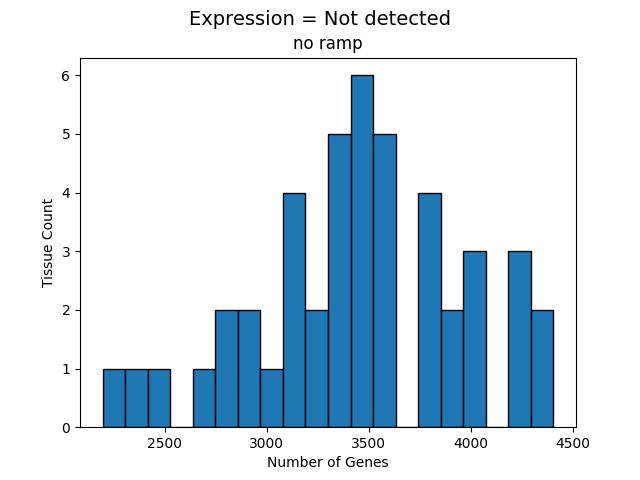 Expression = Not detected
no ramp
6
5
4
3
2
1
0
Tissue Count
2500 3000 3500 4000 4500
Number of Genes